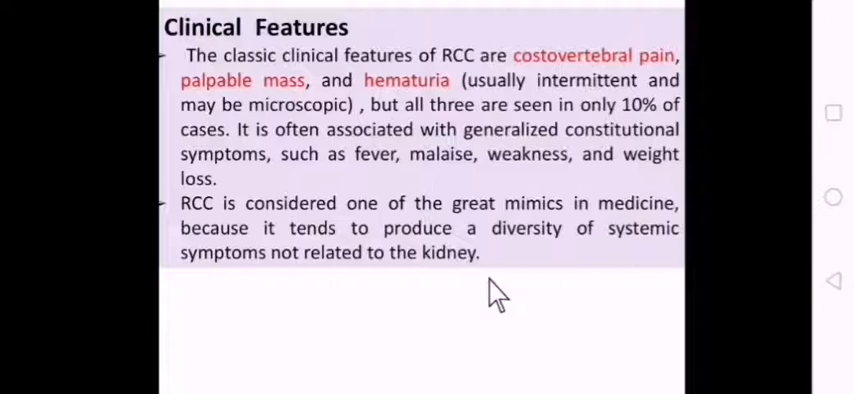 Clinical Features
The classic clinical features of RCC are costovertebral pain,
palpable mass, and hematuria (usually intermittent and
may be microscopic) , but all three are seen in only 10% of
cases. It is often associated with generalized constitutional
symptoms, such as fever, malaise, weakness, and weight
loss.
RCC is considered one of the great mimics in medicine,
because it tends to produce a diversity of systemic
symptoms not related to the kidney.